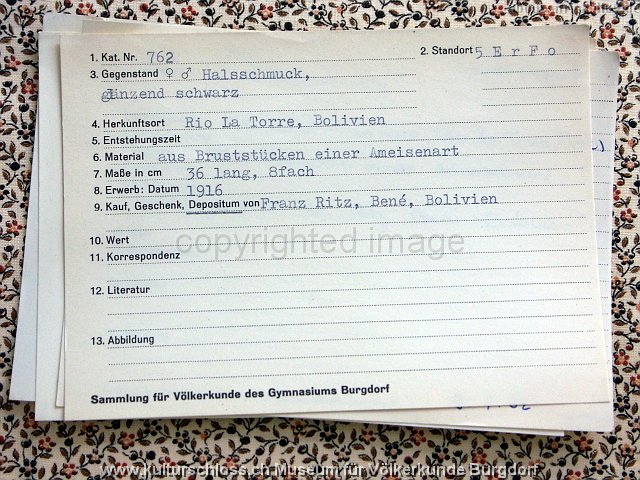 1. Kat. Nr. 762 2. Standort 5 E r F o
3. Gegenstand ♀ ♂ Halsschmuck,
glänzend schwarz
4. Herkunftsort Rio La Torre, Bolivien
5. Entstehungszeit
6. Material aus Bruststücken einer Ameisenart
7. Maße in cm 36 lang, 8fach
8. Erwerb: Datum 1916
9. Kauf, Geschenk, Depositum von Franz Ritz, Bené, Bolivien
10. Wert
copyrighted image
11. Korrespondenz
12. Literatur
13. Abbildung
Sammlung für Völkerkunde des Gymnasiums Burgdorf
www.kulturschloss.ch Museum für Völkerkunde Burgdorf